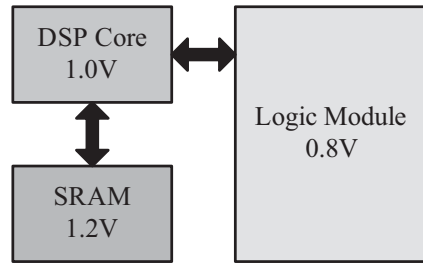 DSP Core
1.0V
Logic Module
0.8V
SRAM
1.2V